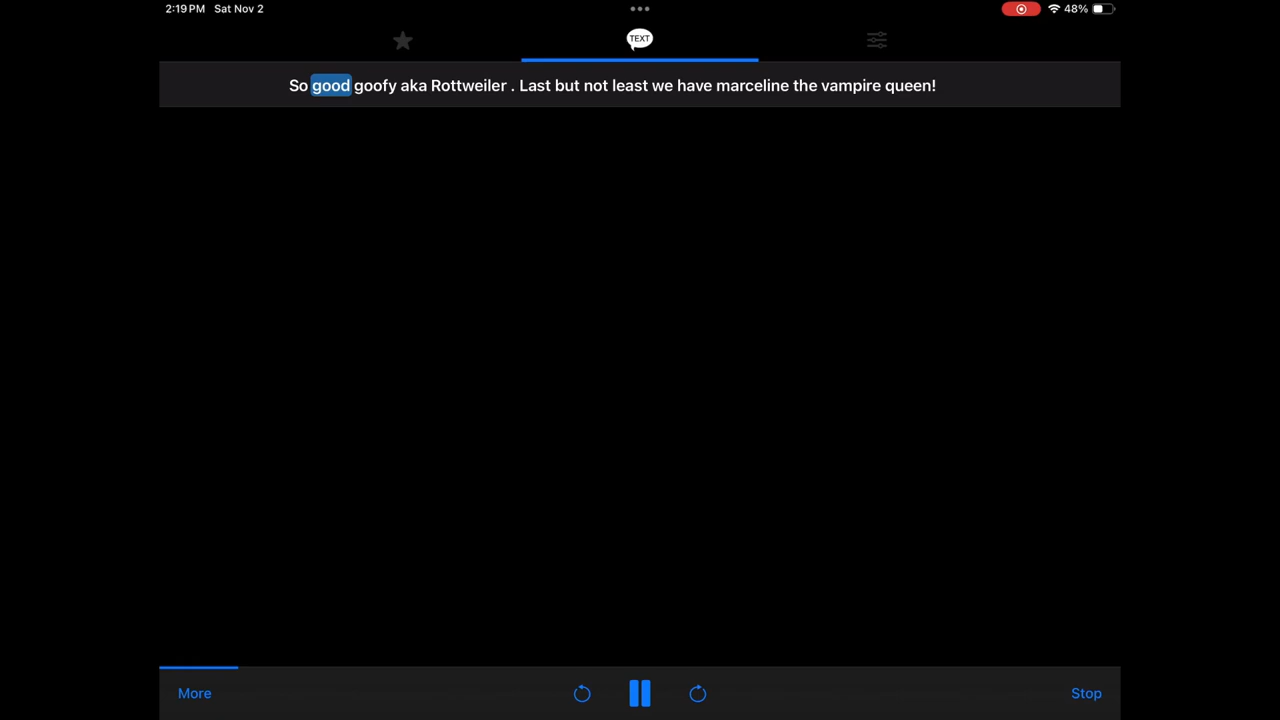 2:19 PM Sat Nov 2
48%
TEXT
So good goofy aka Rottweiler . Last but not least we have marceline the vampire queen!
More
Stop